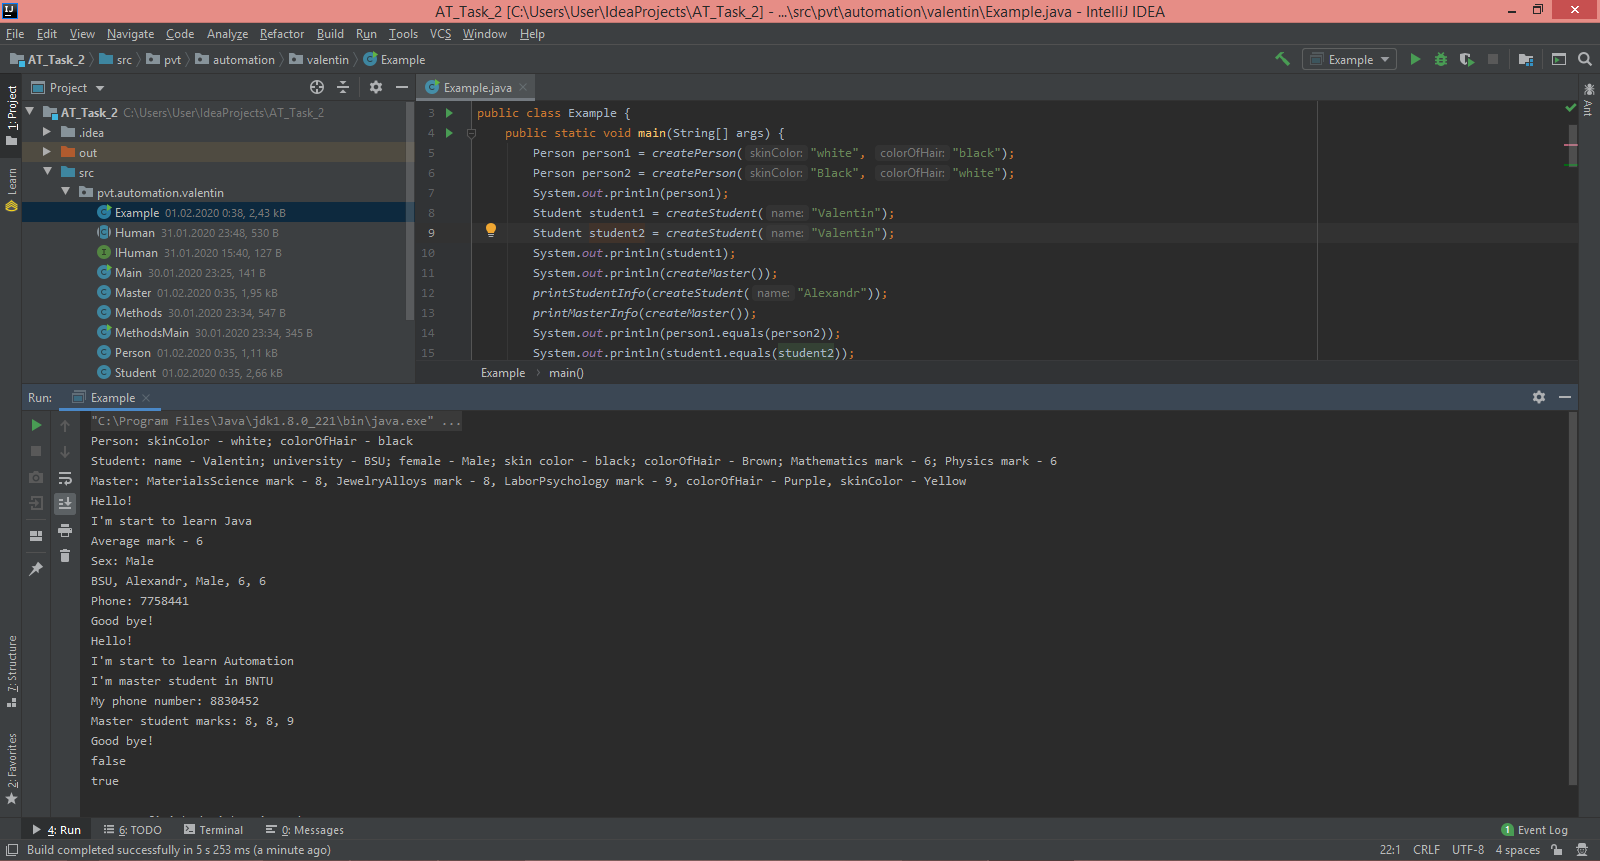 AT_Task_2 [C:\Users\User\IdeaProjects\AT_Task_2] - ...\src\pvt\automation\valentin\Example.java - IntelliJ IDEA
File Edit View Navigate Code Analyze Refactor Build Run Tools VCS Window Help
AT_Task_2 src pvt automation valentin Example
Example
1: Project
Learn
7: Structure
2: Favorites
Project
AT_Task_2 C:\Users\User\IdeaProjects\AT_Task_2
.idea
out
src
pvt.automation.valentin
Example 01.02.2020 0:38, 2,43 kB
Human 31.01.2020 23:48, 530 B
IHuman 31.01.2020 15:40, 127 B
Main 30.01.2020 23:25, 141 B
Master 01.02.2020 0:35, 1,95 kB
Methods 30.01.2020 23:34, 547 B
MethodsMain 30.01.2020 23:34, 345 B
Person 01.02.2020 0:35, 1,11 kB
Student 01.02.2020 0:35, 2,66 kB
Example.java
3 public class Example {
4 public static void main(String[] args) {
5 Person person1 = createPerson( skinColor: "white", colorOfHair: "black");
6 Person person2 = createPerson( skinColor: "Black", colorOfHair: "white");
7 System.out.println(person1);
8 Student student1 = createStudent( name: "Valentin");
9 Student student2 = createStudent( name: "Valentin");
10 System.out.println(student1);
11 System.out.println(createMaster());
12 printStudentInfo(createStudent( name: "Alexandr"));
13 printMasterInfo(createMaster());
14 System.out.println(person1.equals(person2));
15 System.out.println(student1.equals(student2));
Example main()
Ant
Run: Example
"C:\Program Files\Java\jdk1.8.0_221\bin\java.exe" ...
Person: skinColor - white; colorOfHair - black
Student: name - Valentin; university - BSU; female - Male; skin color - black; colorOfHair - Brown; Mathematics mark - 6; Physics mark - 6
Master: MaterialsScience mark - 8, JewelryAlloys mark - 8, LaborPsychology mark - 9, colorOfHair - Purple, skinColor - Yellow
Hello!
I'm start to learn Java
Average mark - 6
Sex: Male
BSU, Alexandr, Male, 6, 6
Phone: 7758441
Good bye!
Hello!
I'm start to learn Automation
I'm master student in BNTU
My phone number: 8830452
Master student marks: 8, 8, 9
Good bye!
false
true
4: Run 6: TODO Terminal 0: Messages
1 Event Log
Build completed successfully in 5 s 253 ms (a minute ago)
22:1 CRLF UTF-8 4 spaces